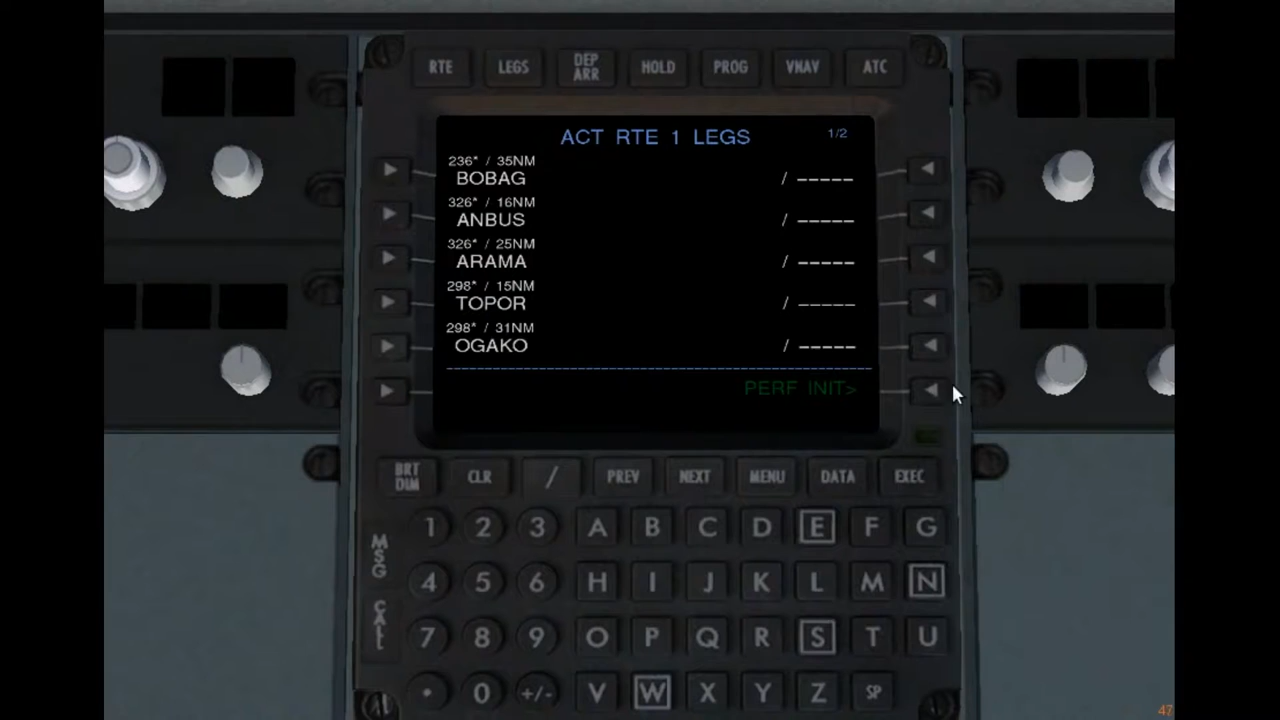 RTE LEGS DEP ARR HOLD PROG VNAV ATC
ACT RTE 1 LEGS 1/2
236* / 35NM
BOBAG / -----
326* / 16NM
ANBUS / -----
326* / 25NM
ARAMA / -----
298* / 15NM
TOPOR / -----
298* / 31NM
OGAKO / -----
PERF INIT>
BRT DIM CLR / PREV NEXT MENU DATA EXEC
1 2 3 A B C D E F G
MSG
4 5 6 H I J K L M N
CALL
7 8 9 O P Q R S T U
. 0 +/- V W X Y Z SP
47